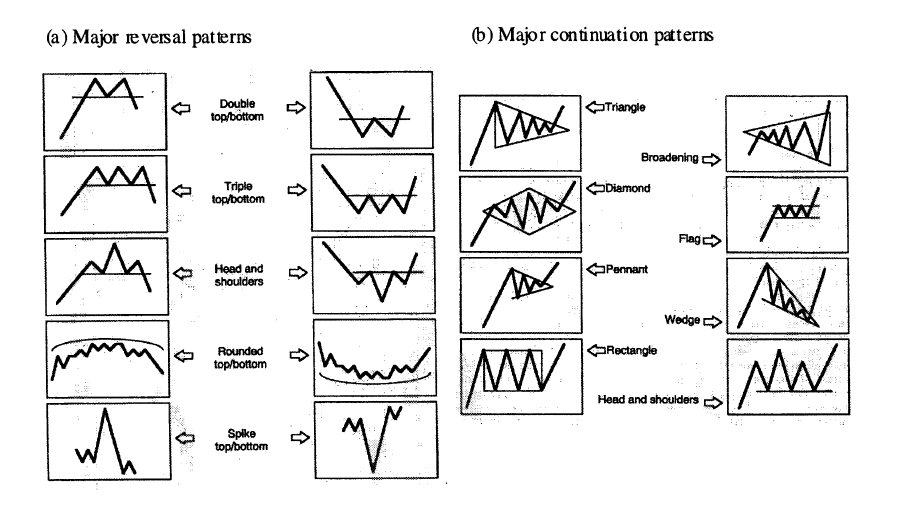 (a) Major reversal patterns
Double
top/bottom
Triple
top/bottom
Head and
shoulders
Rounded
top/bottom
Spike
top/bottom
(b) Major continuation patterns
Triangle
Broadening
Diamond
Flag
Pennant
Wedge
Rectangle
Head and shoulders